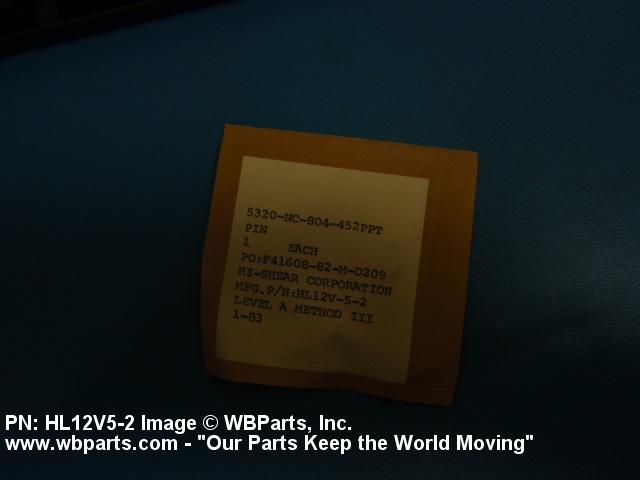 5320-NC-804-452PPT
PIN
1 EACH
PO:F41608-82-M-D209
HI-SHEAR CORPORATION
MFG.P/N:HL12V-5-2
LEVEL A METHOD III
1-83
PN: HL12V5-2 Image © WBParts, Inc.
www.wbparts.com - "Our Parts Keep the World Moving"